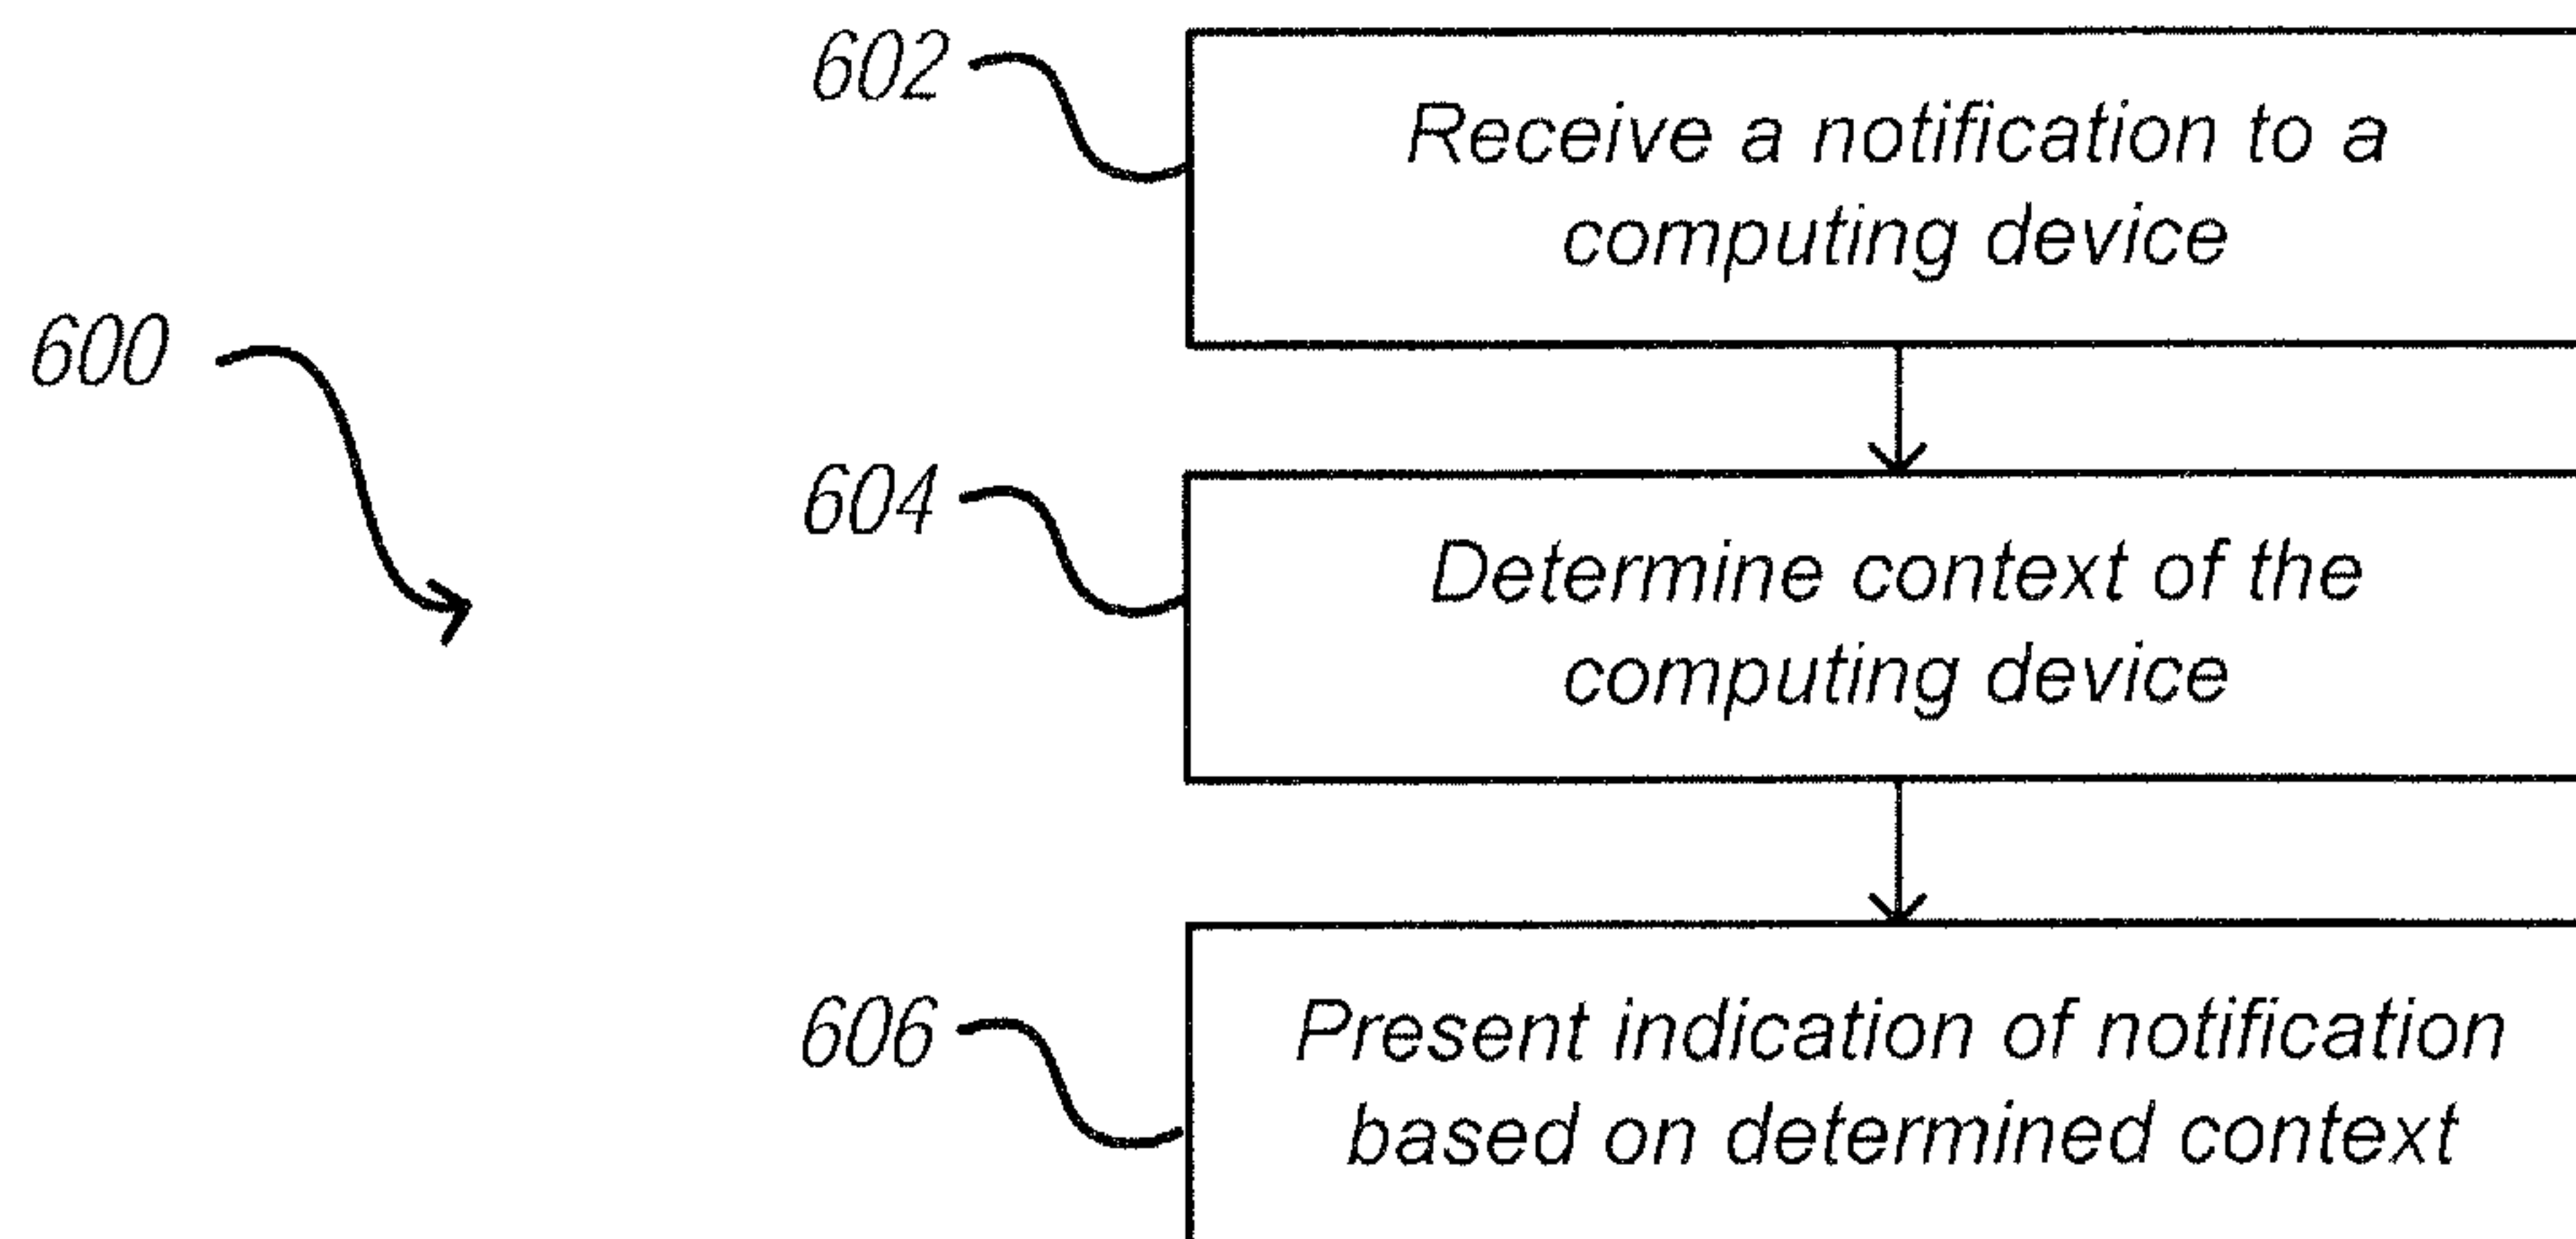 602
Receive a notification to a
computing device
600
604
Determine context of the
computing device
606
Present indication of notification
based on determined context